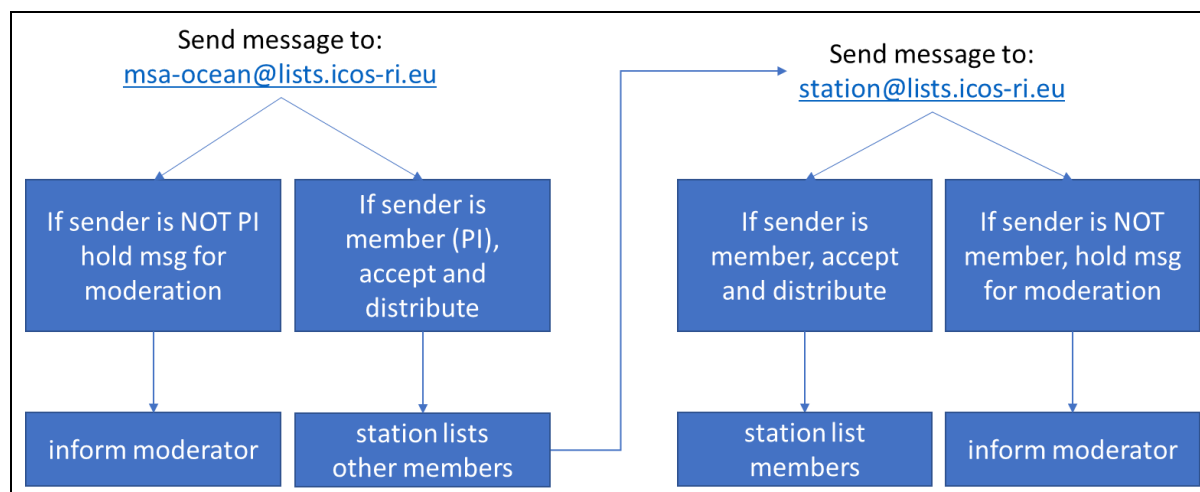 Send message to:
msa-ocean@lists.icos-ri.eu
If sender is NOT PI
hold msg for
moderation
If sender is
member (PI),
accept and
distribute
inform moderator
station lists
other members
Send message to:
station@lists.icos-ri.eu
If sender is
member, accept
and distribute
If sender is NOT
member, hold msg
for moderation
station list
members
inform moderator